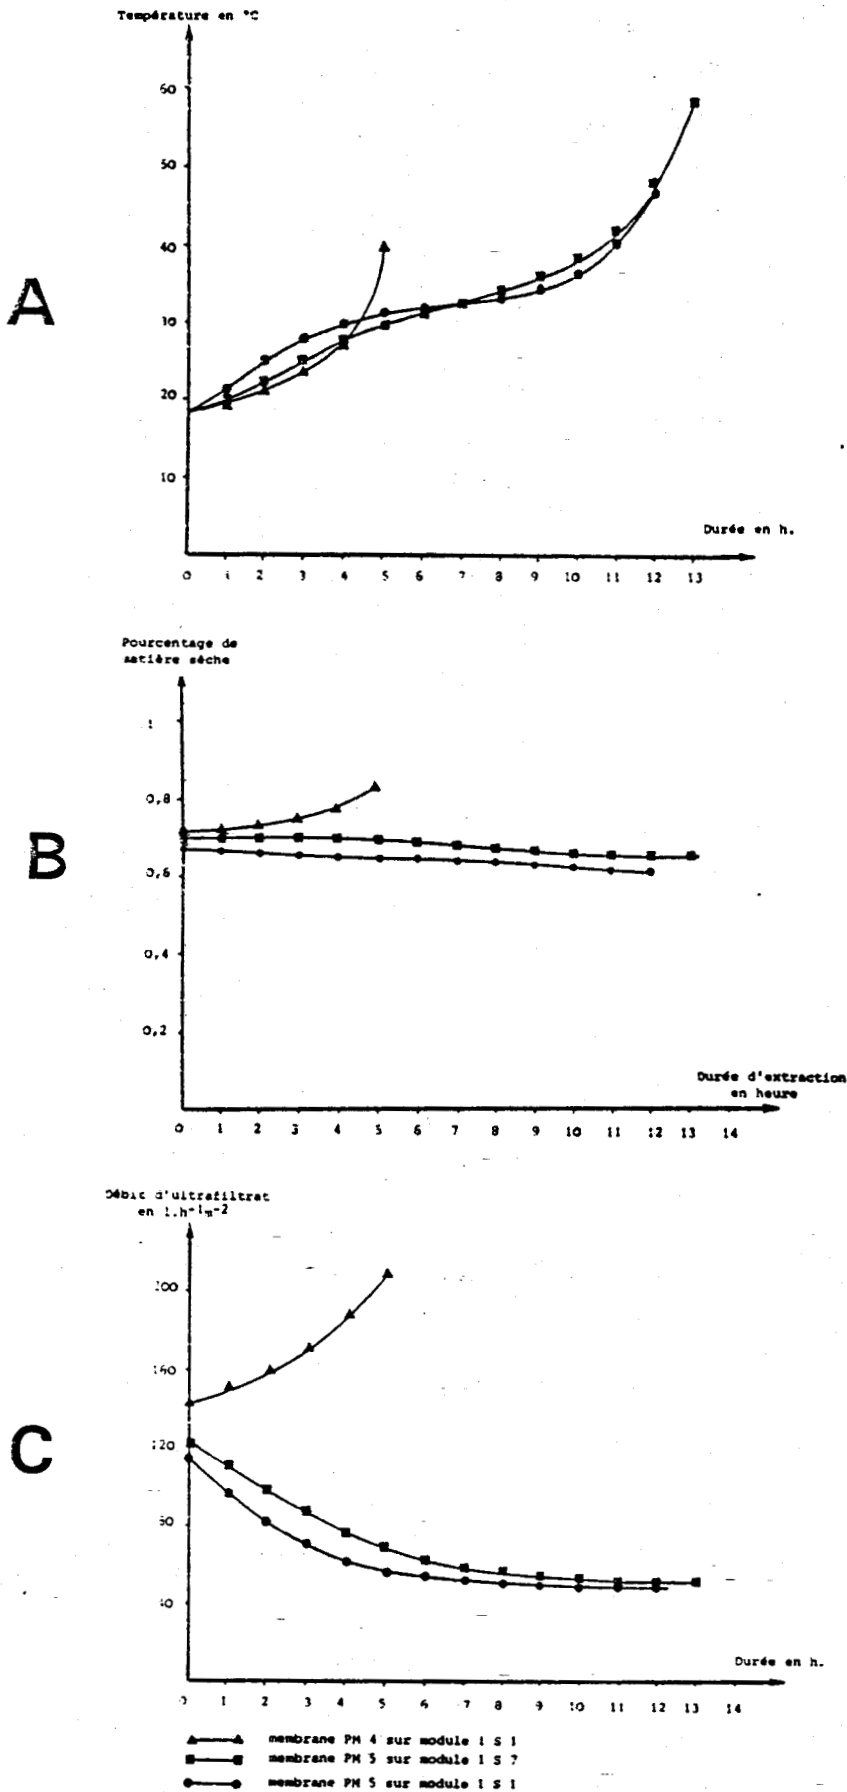 Température en °C
60
50
40
30
20
10
A
Durée en h.
0 1 2 3 4 5 6 7 8 9 10 11 12 13
Pourcentage de
matière sèche
1
0,8
0,6
0,4
0,2
B
Durée d'extraction
en heure
0 1 2 3 4 5 6 7 8 9 10 11 12 13 14
Débit d'ultrafiltrat
en l.h⁻¹m⁻²
200
160
120
80
40
C
Durée en h.
0 1 2 3 4 5 6 7 8 9 10 11 12 13 14
membrane PM 4 sur module 1 S 1
membrane PM 5 sur module 1 S 7
membrane PM 5 sur module 1 S 1